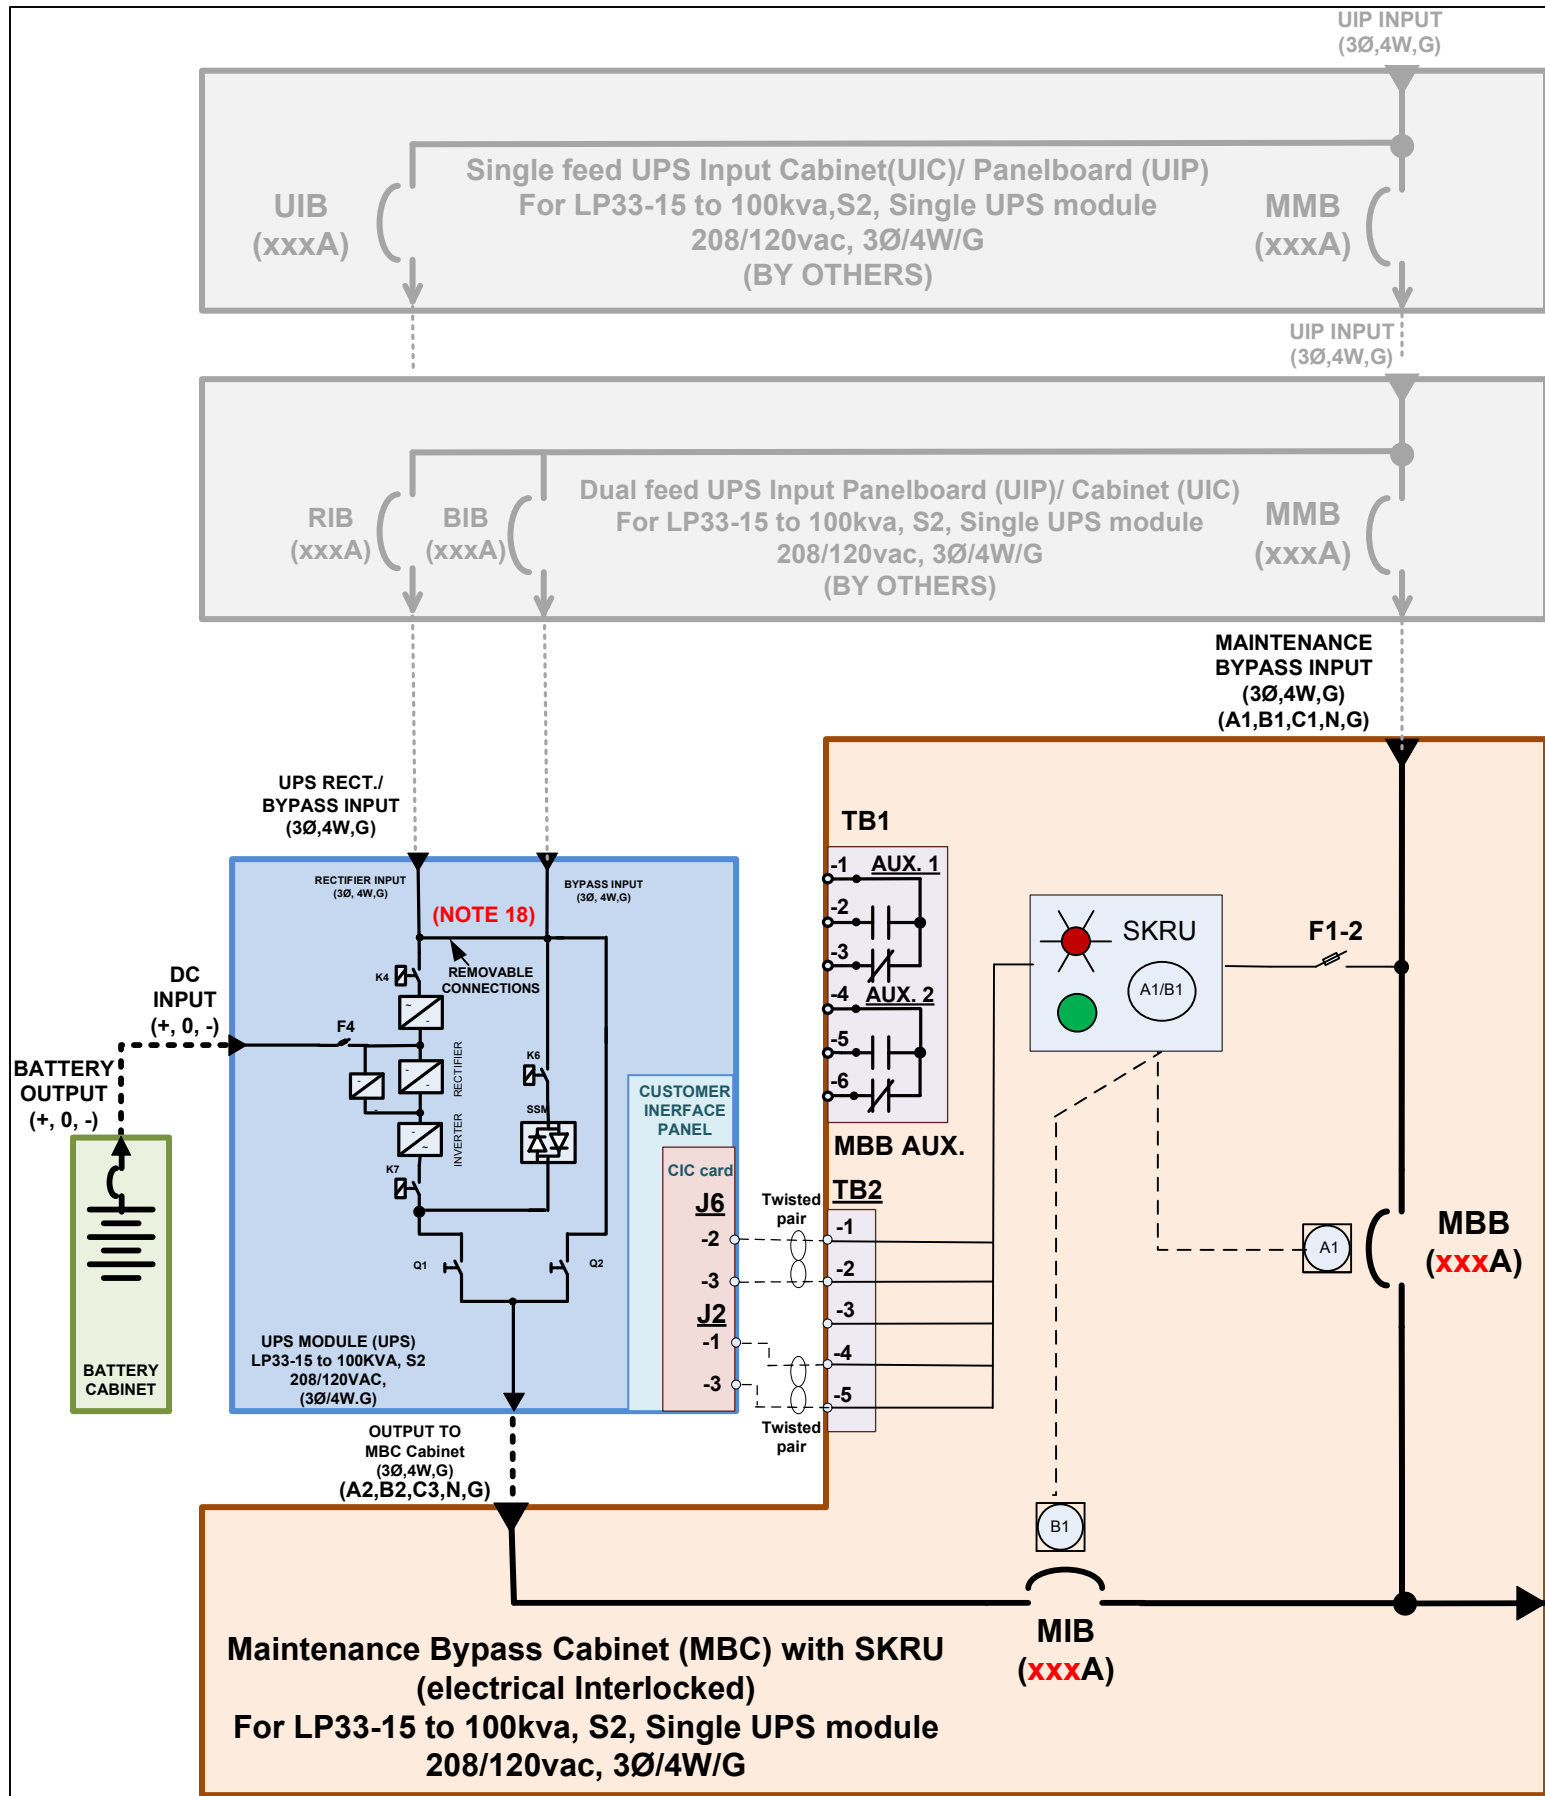 UIP INPUT
(3Ø,4W,G)
Single feed UPS Input Cabinet(UIC)/ Panelboard (UIP)
For LP33-15 to 100kva,S2, Single UPS module
208/120vac, 3Ø/4W/G
(BY OTHERS)
UIB
(xxxA)
MMB
(xxxA)
UIP INPUT
(3Ø,4W,G)
Dual feed UPS Input Panelboard (UIP)/ Cabinet (UIC)
For LP33-15 to 100kva, S2, Single UPS module
208/120vac, 3Ø/4W/G
(BY OTHERS)
RIB
(xxxA)
BIB
(xxxA)
MMB
(xxxA)
MAINTENANCE
BYPASS INPUT
(3Ø,4W,G)
(A1,B1,C1,N,G)
UPS RECT./
BYPASS INPUT
(3Ø,4W,G)
RECTIFIER INPUT
(3Ø, 4W,G)
BYPASS INPUT
(3Ø, 4W,G)
(NOTE 18)
REMOVABLE
CONNECTIONS
K4
DC
INPUT
(+, 0, -)
F4
BATTERY
OUTPUT
(+, 0, -)
RECTIFIER
INVERTER
K6
SSM
K7
Q1
Q2
CUSTOMER
INERFACE
PANEL
CIC card
J6
-2
-3
J2
-1
-3
UPS MODULE (UPS)
LP33-15 to 100KVA, S2
208/120VAC,
(3Ø/4W.G)
BATTERY
CABINET
Twisted
pair
Twisted
pair
TB1
-1
AUX. 1
-2
-3
-4
AUX. 2
-5
-6
MBB AUX.
TB2
-1
-2
-3
-4
-5
SKRU
A1/B1
F1-2
A1
MBB
(xxxA)
OUTPUT TO
MBC Cabinet
(3Ø,4W,G)
(A2,B2,C3,N,G)
B1
MIB
(xxxA)
Maintenance Bypass Cabinet (MBC) with SKRU
(electrical Interlocked)
For LP33-15 to 100kva, S2, Single UPS module
208/120vac, 3Ø/4W/G